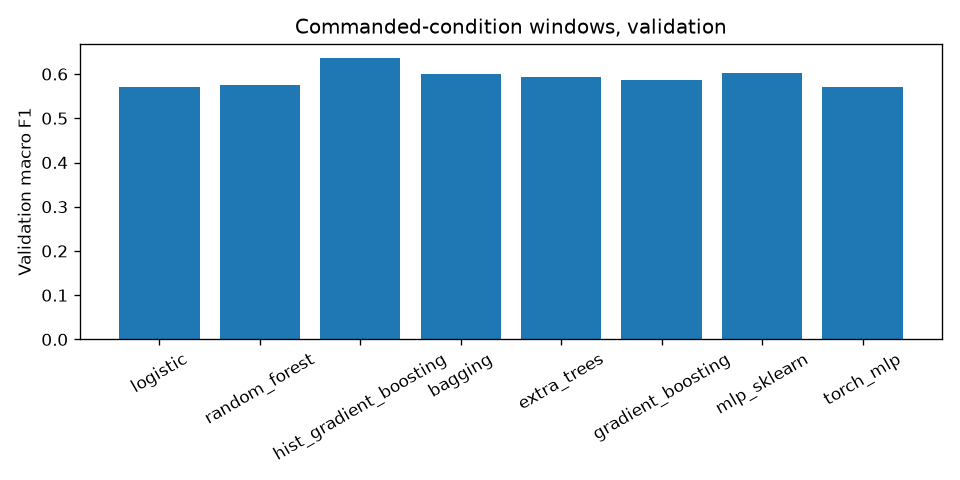 Commanded-condition windows, validation
Validation macro F1
0.6
0.5
0.4
0.3
0.2
0.1
0.0
logistic
random_forest
hist_gradient_boosting
bagging
extra_trees
gradient_boosting
mlp_sklearn
torch_mlp